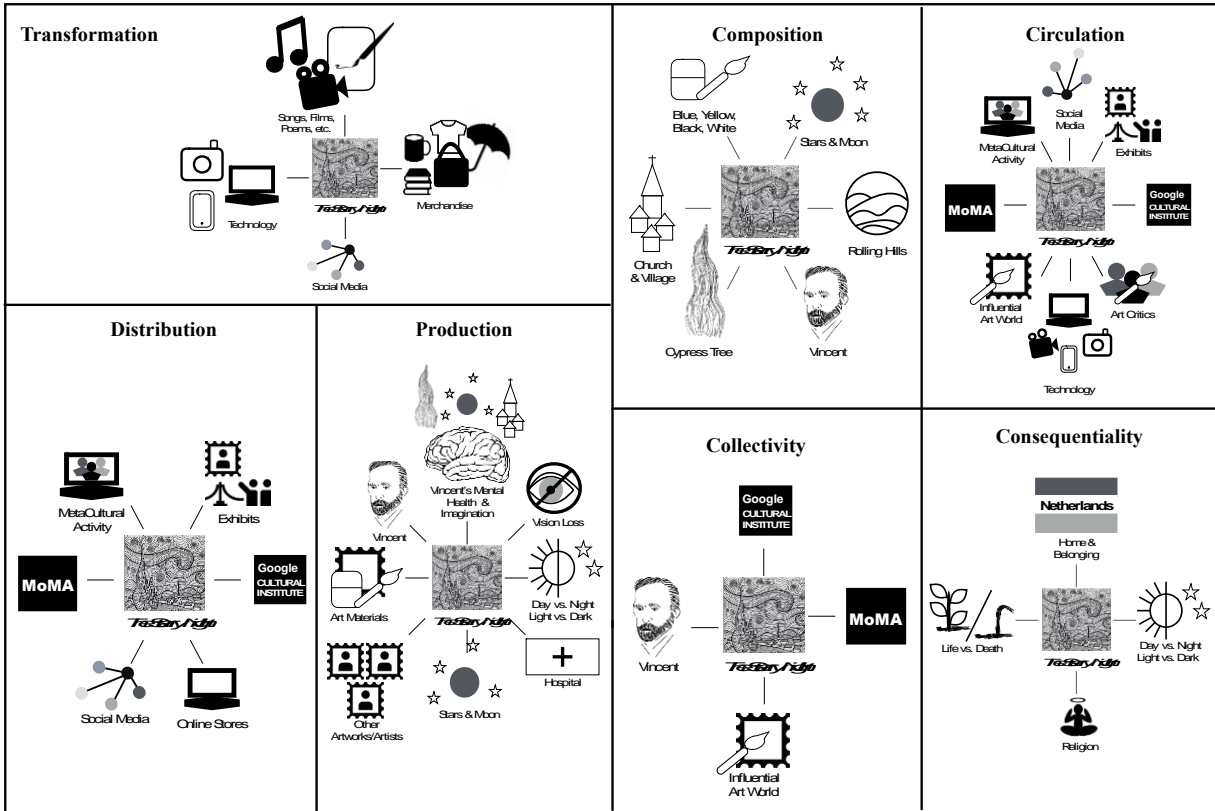 Transformation
Songs, Films,
Poems, etc.
Technology
Merchandise
Social Media
Composition
Blue, Yellow,
Black, White
Stars & Moon
Church
& Village
Rolling Hills
Cypress Tree
Vincent
Circulation
Social
Media
MetaCultural
Activity
Exhibits
MoMA
Google
CULTURAL
INSTITUTE
Influential
Art World
Art Critics
Technology
Distribution
MetaCultural
Activity
Exhibits
MoMA
Google
CULTURAL
INSTITUTE
Social Media
Online Stores
Production
Vincent's Mental
Health &
Imagination
Vincent
Vision Loss
Art Materials
Day vs. Night
Light vs. Dark
Other
Artworks/Artists
Stars & Moon
Hospital
Collectivity
Google
CULTURAL
INSTITUTE
Vincent
MoMA
Influential
Art World
Consequentiality
Netherlands
Home &
Belonging
Life vs. Death
Day vs. Night
Light vs. Dark
Religion